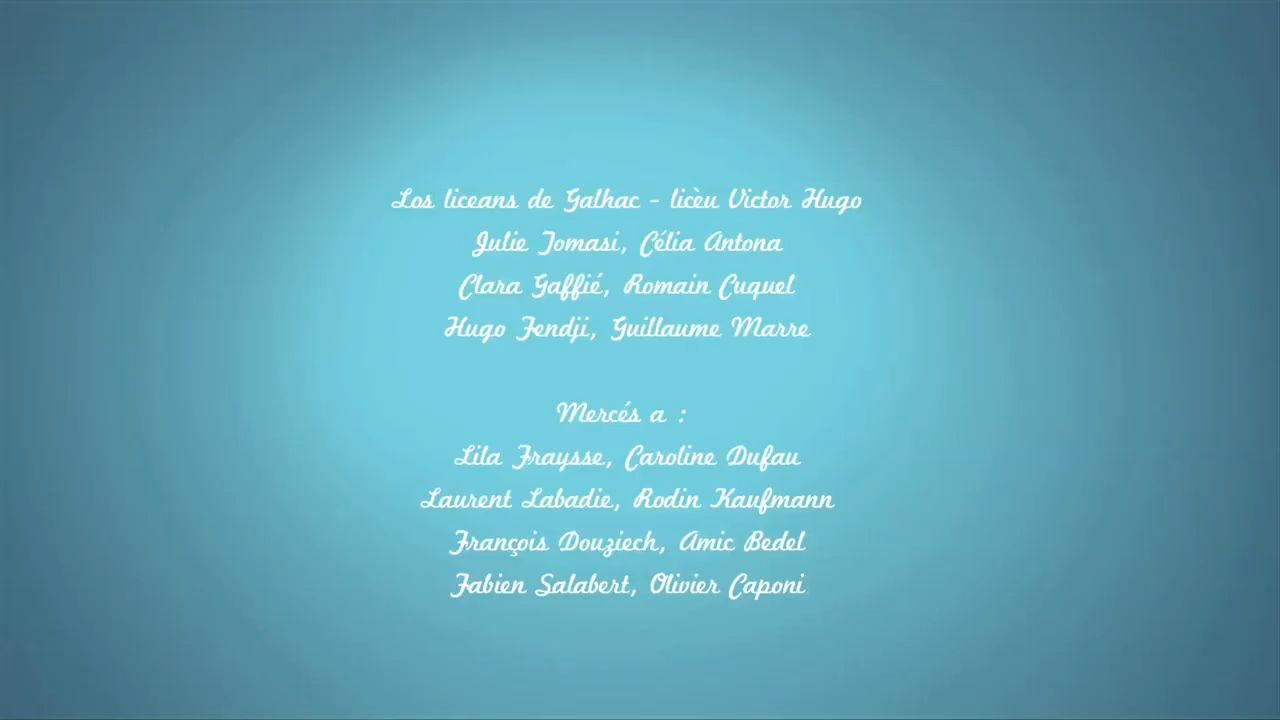 Los liceans de Galhac - licèu Victor Hugo
Julie Tomasi, Célia Antona
Clara Gaffié, Romain Cuquel
Hugo Fendji, Guillaume Marre
Mercés a :
Lila Fraysse, Caroline Dufau
Laurent Labadie, Rodin Kaufmann
François Douziech, Amic Bedel
Fabien Salabert, Olivier Caponi